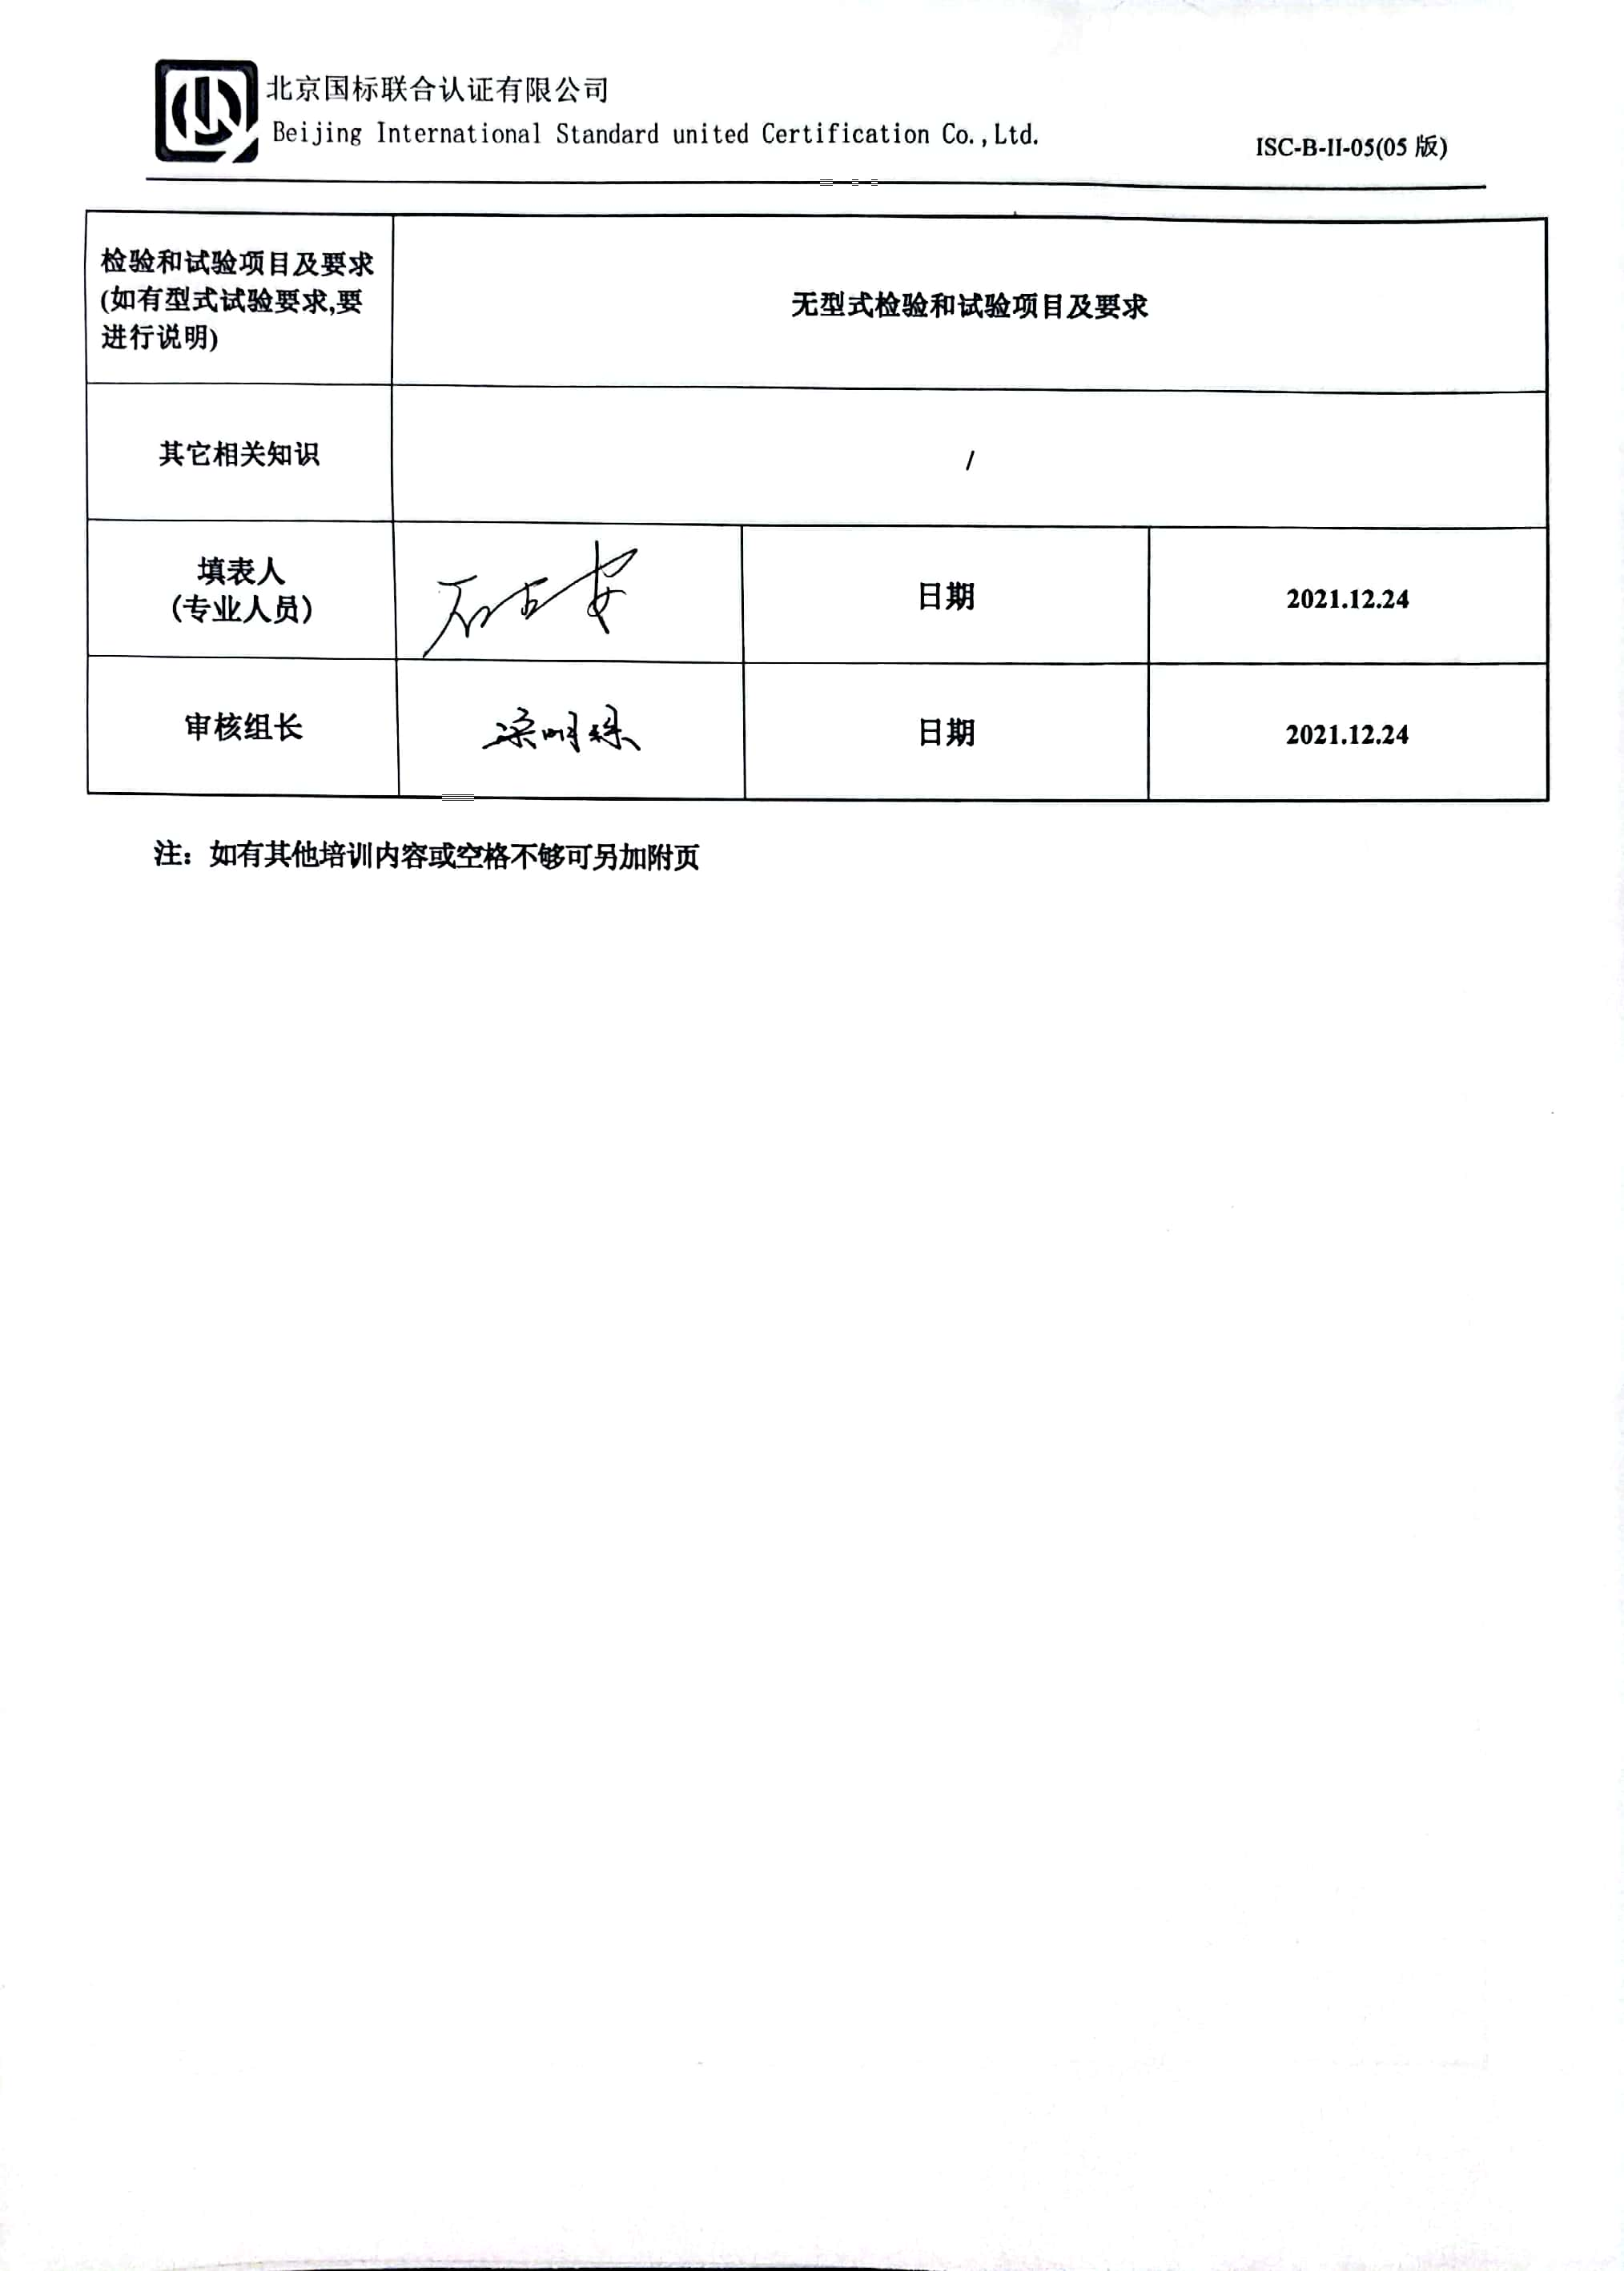 北京国标联合认证有限公司
Beijing International Standard united Certification Co.,Ltd.
ISC-B-II-05(05 版)
检验和试验项目及要求
(如有型式试验要求,要
进行说明)
无型式检验和试验项目及要求
其它相关知识
/
填表人
(专业人员)
日期
2021.12.24
审核组长
梁明珠
日期
2021.12.24
注：如有其他培训内容或空格不够可另加附页